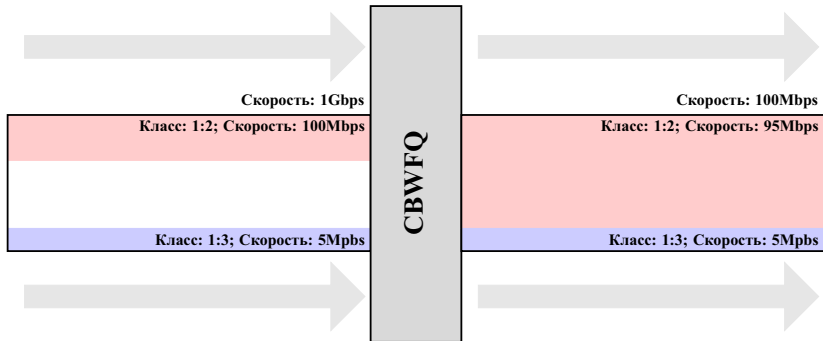 Скорость: 1Gbps
Класс: 1:2; Скорость: 100Mbps
Класс: 1:3; Скорость: 5Mpbs
CBWFQ
Скорость: 100Mbps
Класс: 1:2; Скорость: 95Mbps
Класс: 1:3; Скорость: 5Mpbs